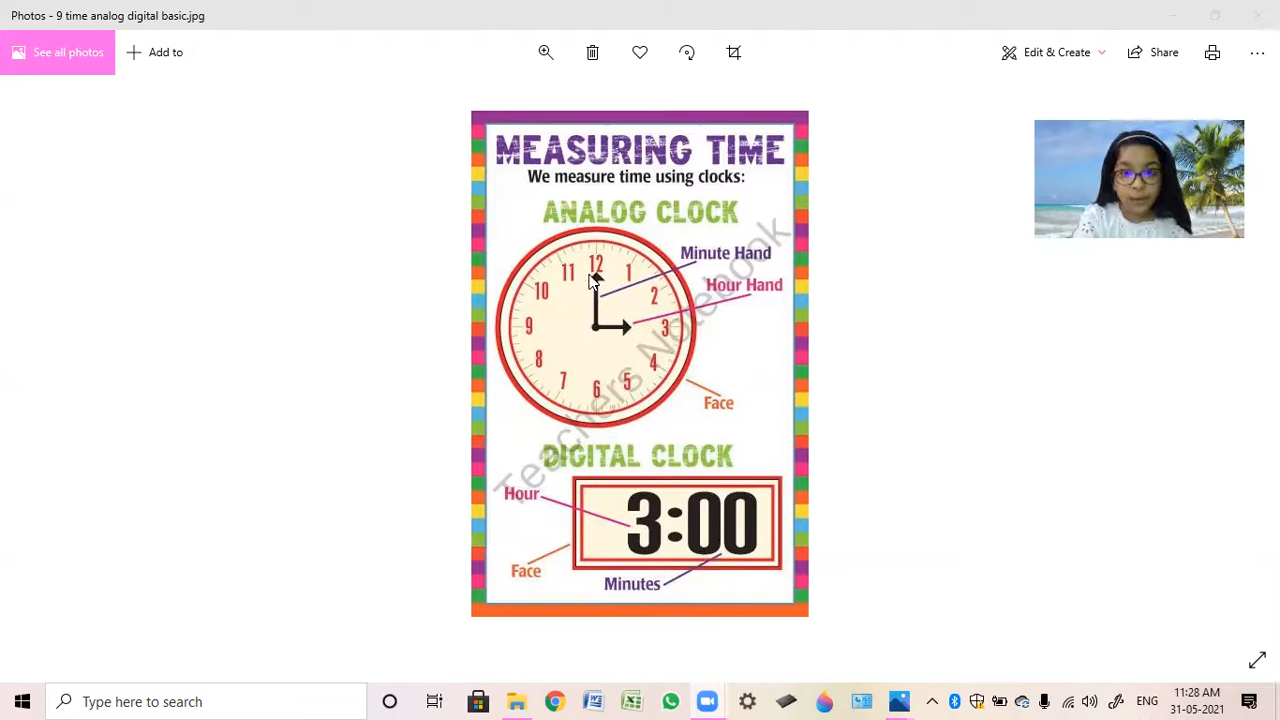 Photos - 9 time analog digital basic.jpg
See all photos
Add to
Edit & Create
Share
MEASURING TIME
We measure time using clocks:
ANALOG CLOCK
Minute Hand
Hour Hand
12
11
1
10
2
9
3
8
4
7
5
6
Face
Teachers Notebook
DIGITAL CLOCK
Hour
3:00
Face
Minutes
Type here to search
ENG
11:28 AM
31-05-2021